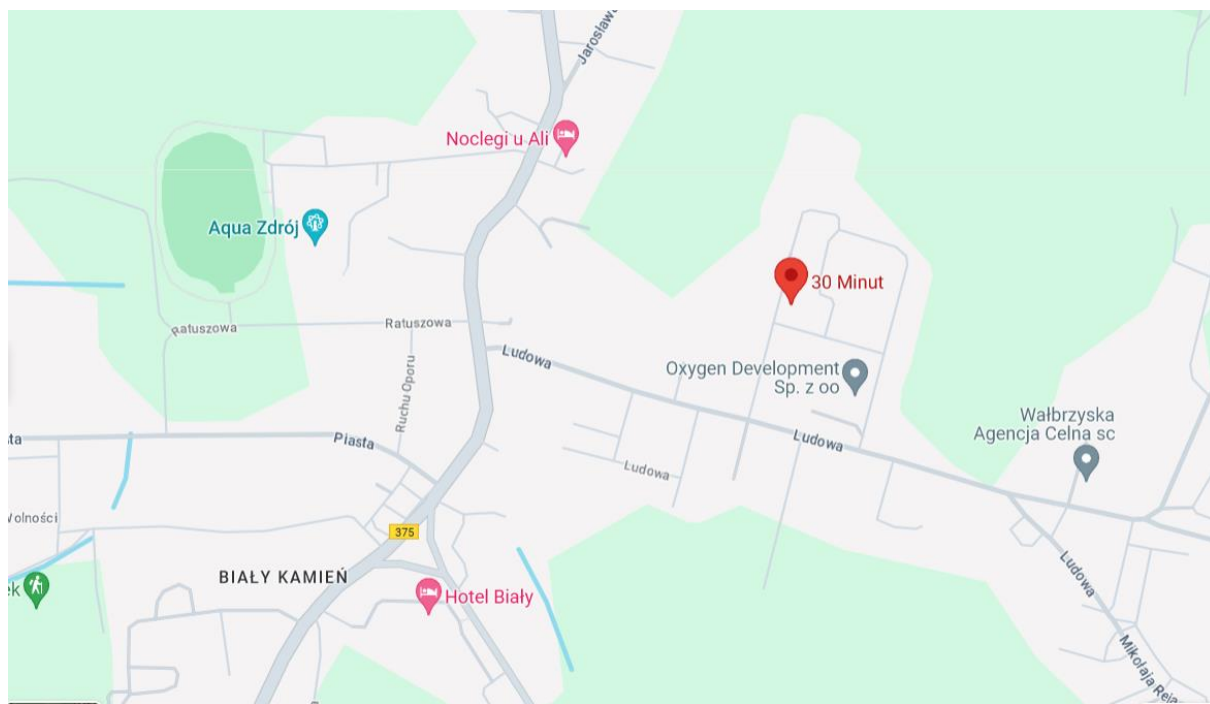 Jarosława
Noclegi u Ali
Aqua Zdrój
30 Minut
Ratuszowa
Ratuszowa
Ludowa
Ruchu Oporu
Oxygen Development
Sp. z oo
Wałbrzyska
Agencja Celna sc
Piasta
Ludowa
Ludowa
Wolności
375
BIAŁY KAMIEŃ
Hotel Biały
Ludowa
Mikołaja Reja